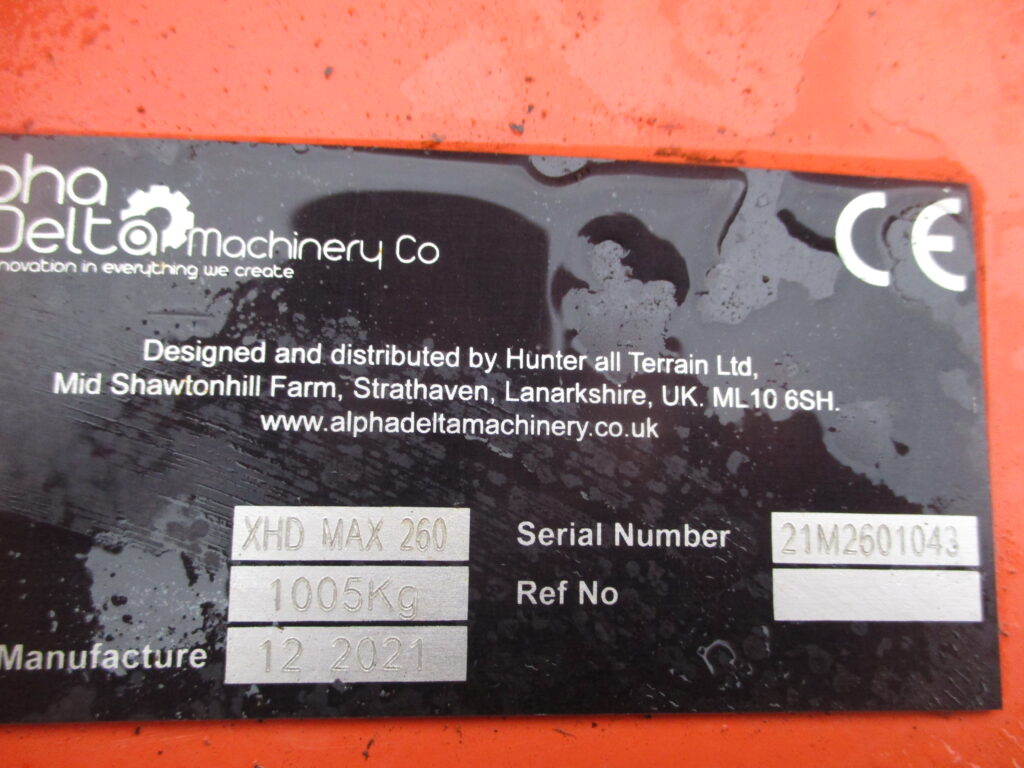 pha
Delta Machinery Co
nnovation in everything we create
CE
Designed and distributed by Hunter all Terrain Ltd,
Mid Shawtonhill Farm, Strathaven, Lanarkshire, UK. ML10 6SH.
www.alphadeltamachinery.co.uk
XHD MAX 260 Serial Number 21M2601043
1005Kg Ref No
Manufacture 12 2021